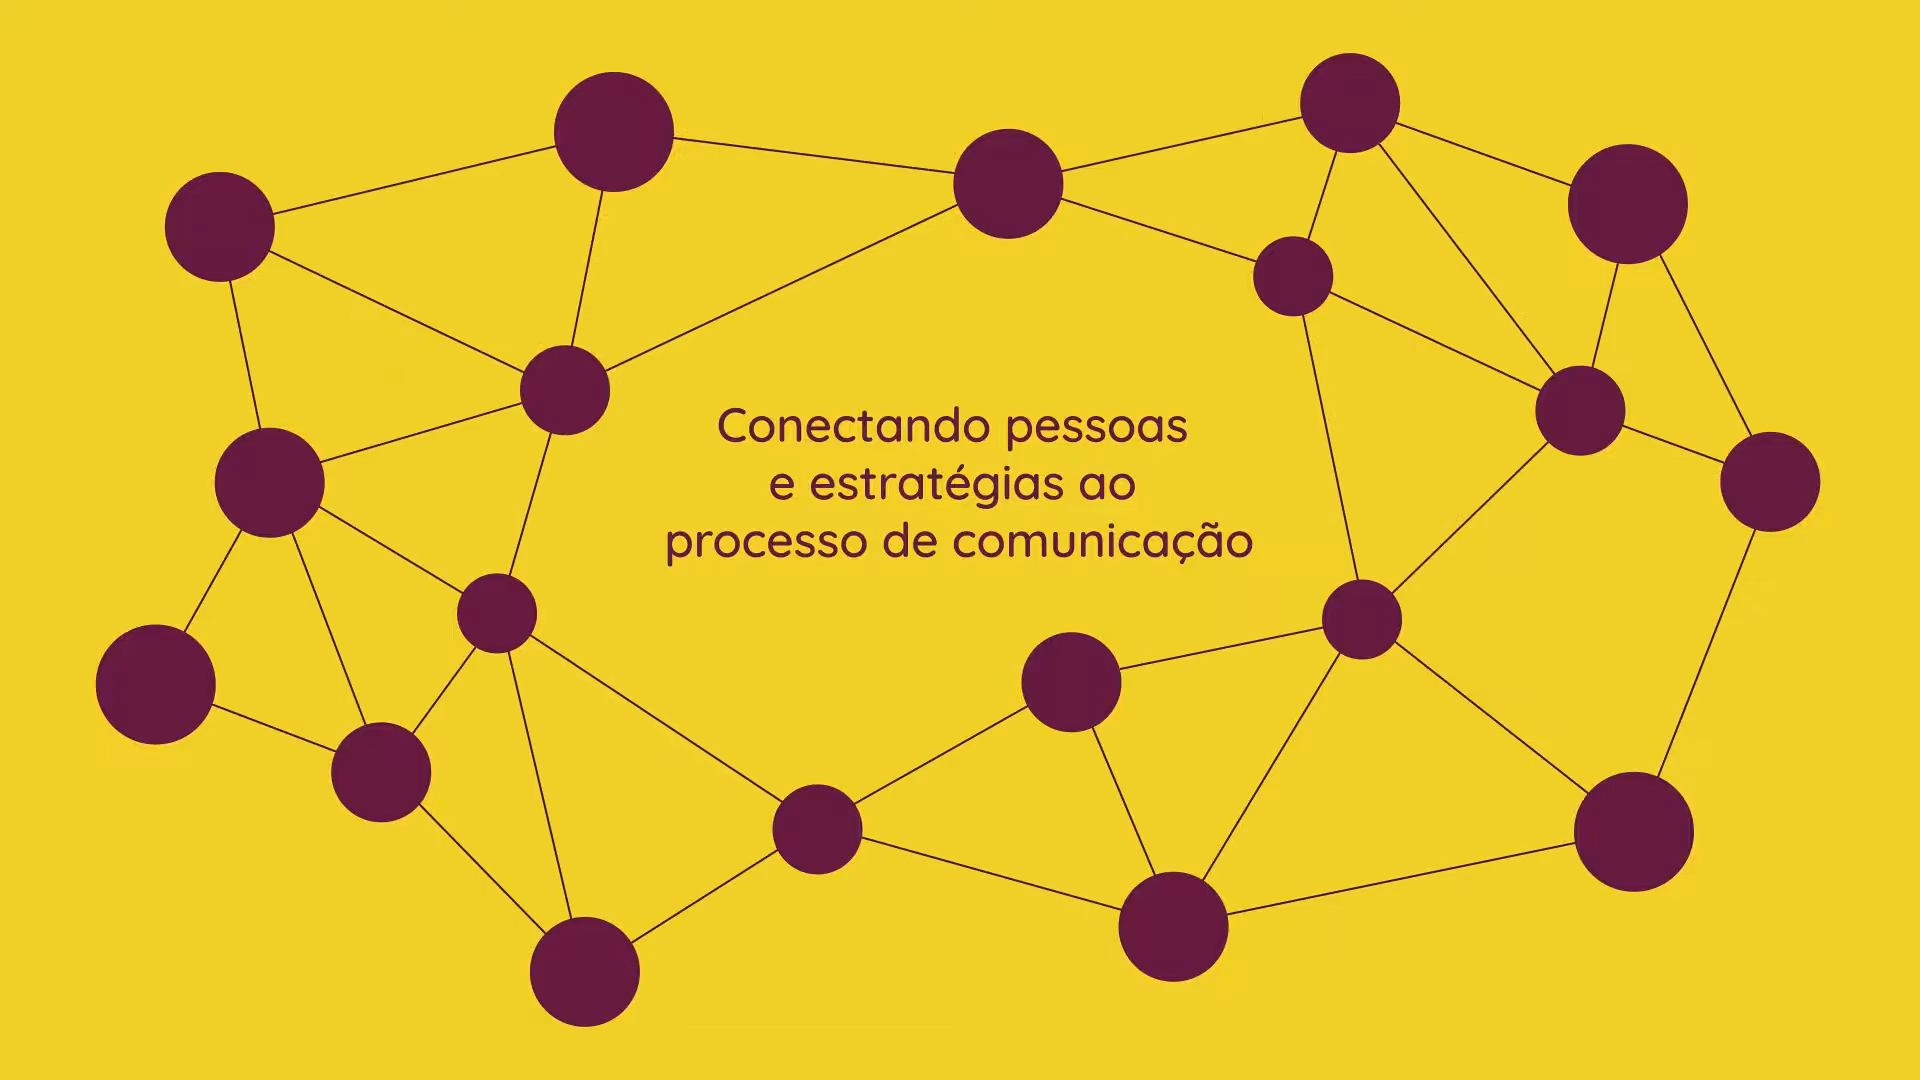 Conectando pessoas
e estratégias ao
processo de comunicação